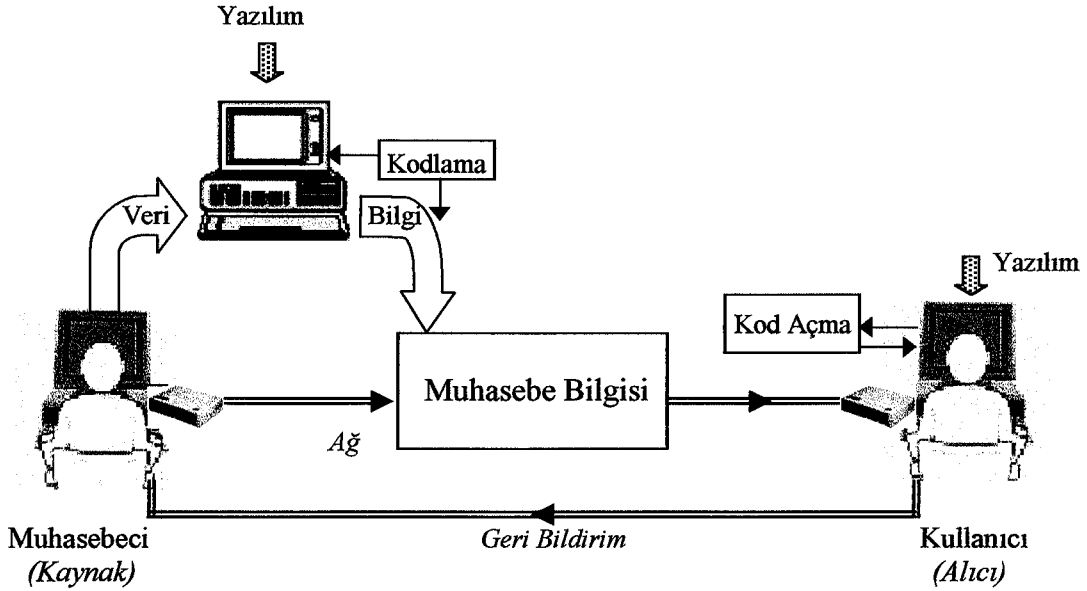 Yazılım
Kodlama
Veri
Bilgi
Yazılım
Kod Açma
Muhasebe Bilgisi
Ağ
Geri Bildirim
Muhasebeci
(Kaynak)
Kullanıcı
(Alıcı)